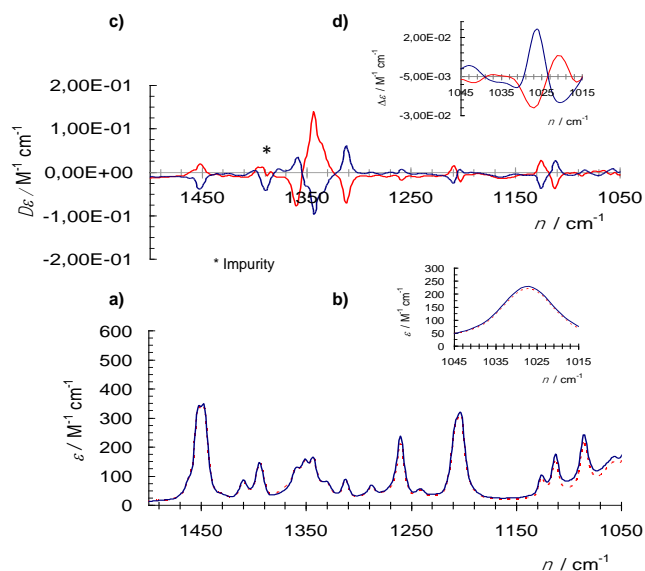 c)
d)
Δε / M⁻¹ cm⁻¹
2,00E-02
-5,00E-03
-3,00E-02
1045 1035 1025 1015
n / cm⁻¹
Dε / M⁻¹ cm⁻¹
2,00E-01
1,00E-01
0,00E+00
-1,00E-01
-2,00E-01
*
1450 1350 1250 1150 1050
n / cm⁻¹
* Impurity
a)
b)
ε / M⁻¹ cm⁻¹
300
250
200
150
100
50
0
1045 1035 1025 1015
n / cm⁻¹
ε / M⁻¹ cm⁻¹
600
500
400
300
200
100
0
1450 1350 1250 1150 1050
n / cm⁻¹